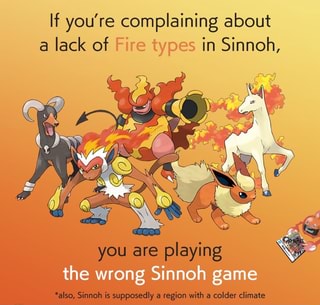 If you're complaining about
a lack of Fire types in Sinnoh,
you are playing
the wrong Sinnoh game
*also, Sinnoh is supposedly a region with a colder climate